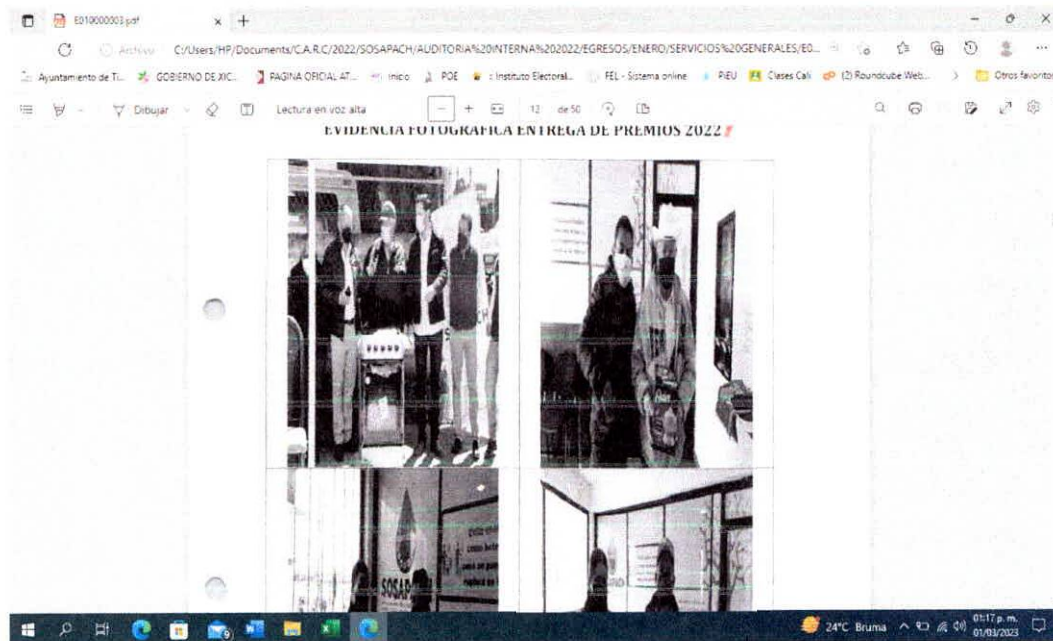 E010000003.pdf
Archivo C:/Users/HP/Documents/C.A.R.C/2022/SOSAPACH/AUDITORIA%20INTERNA%202022/EGRESOS/ENERO/SERVICIOS%20GENERALES/E0...
Ayuntamiento de Ti... GOBIERNO DE XIC... PAGINA OFICIAL AT... inicio POE :: Instituto Electoral... FEL - Sistema online PiEU Clases Cali (2) Roundcube Web... Otros favoritos
Dibujar Lectura en voz alta 12 de 50
EVIDENCIA FOTOGRAFICA ENTREGA DE PREMIOS 2022
SOSAP
24°C Bruma 01:17 p. m.
01/03/2023